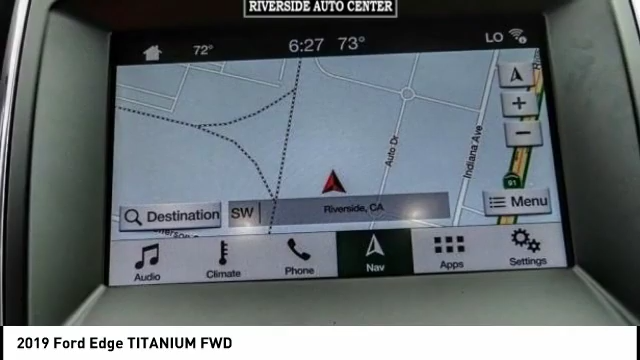 RIVERSIDE AUTO CENTER
72°
6:27
73°
LO
Auto Dr
Indiana Ave
91
Destination
SW
Riverside, CA
Menu
Audio
Climate
Phone
Nav
Apps
Settings
2019 Ford Edge TITANIUM FWD